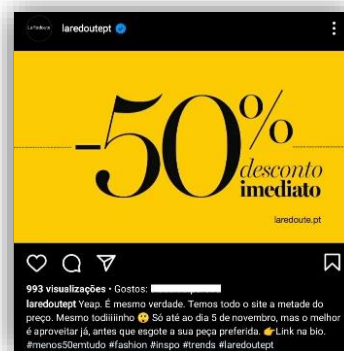 LaRedoute laredoutept
-50%
desconto
imediato
laredoute.pt
993 visualizações • Gostos:
laredoutept Yeap. É mesmo verdade. Temos todo o site a metade do
preço. Mesmo todiiiiinho 😲 Só até ao dia 5 de novembro, mas o melhor
é aproveitar já, antes que esgote a sua peça preferida. 👉Link na bio.
#menos50emtudo #fashion #inspo #trends #laredoutept